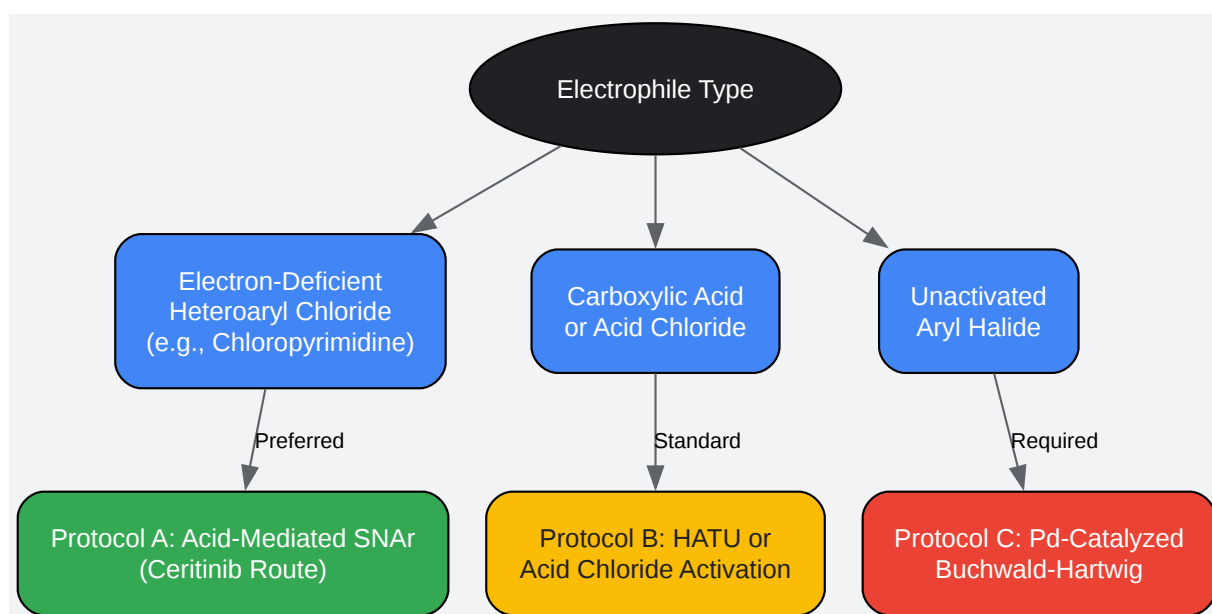 Electrophile Type
Electron-Deficient
Heteroaryl Chloride
(e.g., Chloropyrimidine)
Carboxylic Acid
or Acid Chloride
Unactivated
Aryl Halide
Preferred
Standard
Required
Protocol A: Acid-Mediated SNAr
(Ceritinib Route)
Protocol B: HATU or
Acid Chloride Activation
Protocol C: Pd-Catalyzed
Buchwald-Hartwig